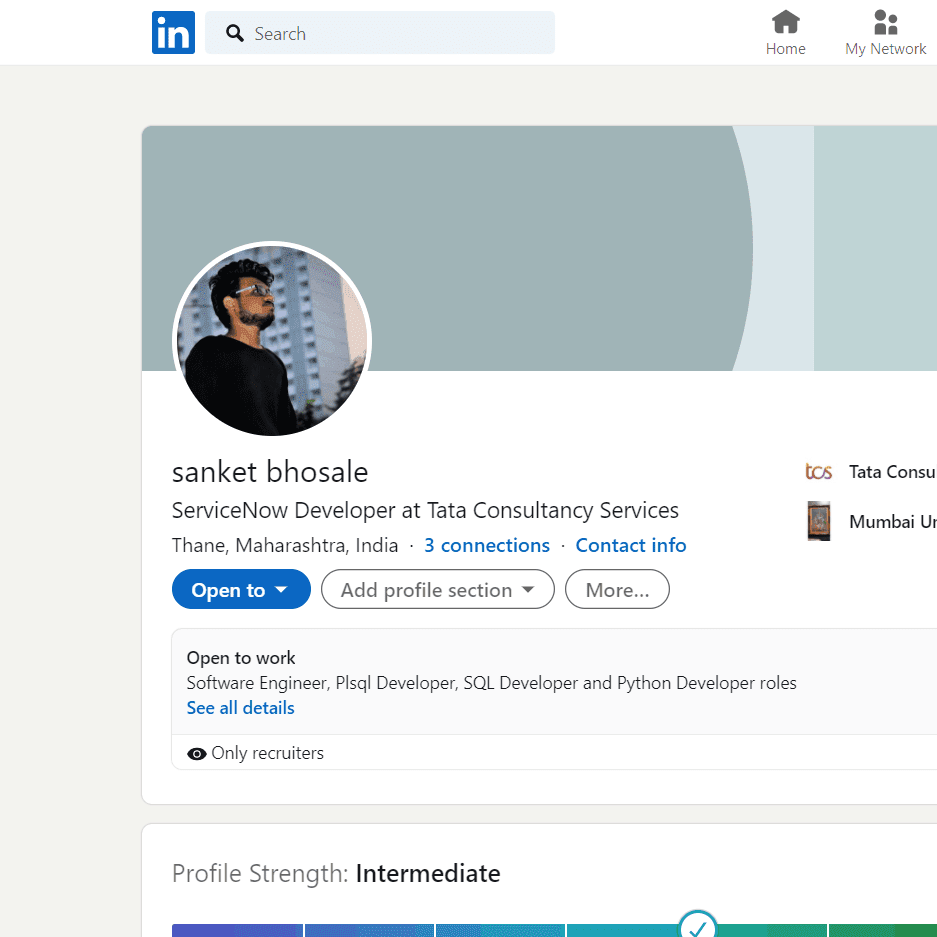 in
Search
Home
My Network
sanket bhosale
ServiceNow Developer at Tata Consultancy Services
Thane, Maharashtra, India · 3 connections · Contact info
Open to
Add profile section
More...
tcs Tata Consu
Mumbai Un
Open to work
Software Engineer, Plsql Developer, SQL Developer and Python Developer roles
See all details
Only recruiters
Profile Strength: Intermediate